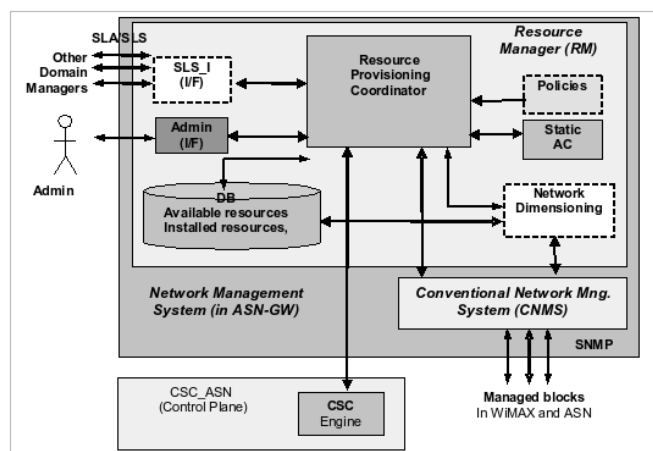 SLA/SLS
Other
Domain
Managers
SLS_I
(I/F)
Resource
Provisioning
Coordinator
Resource
Manager (RM)
Policies
Static
AC
Admin
(I/F)
Admin
DB
Available resources
Installed resources,
Network
Dimensioning
Network Management
System (in ASN-GW)
Conventional Network Mng.
System (CNMS)
SNMP
CSC_ASN
(Control Plane)
CSC
Engine
Managed blocks
In WiMAX and ASN